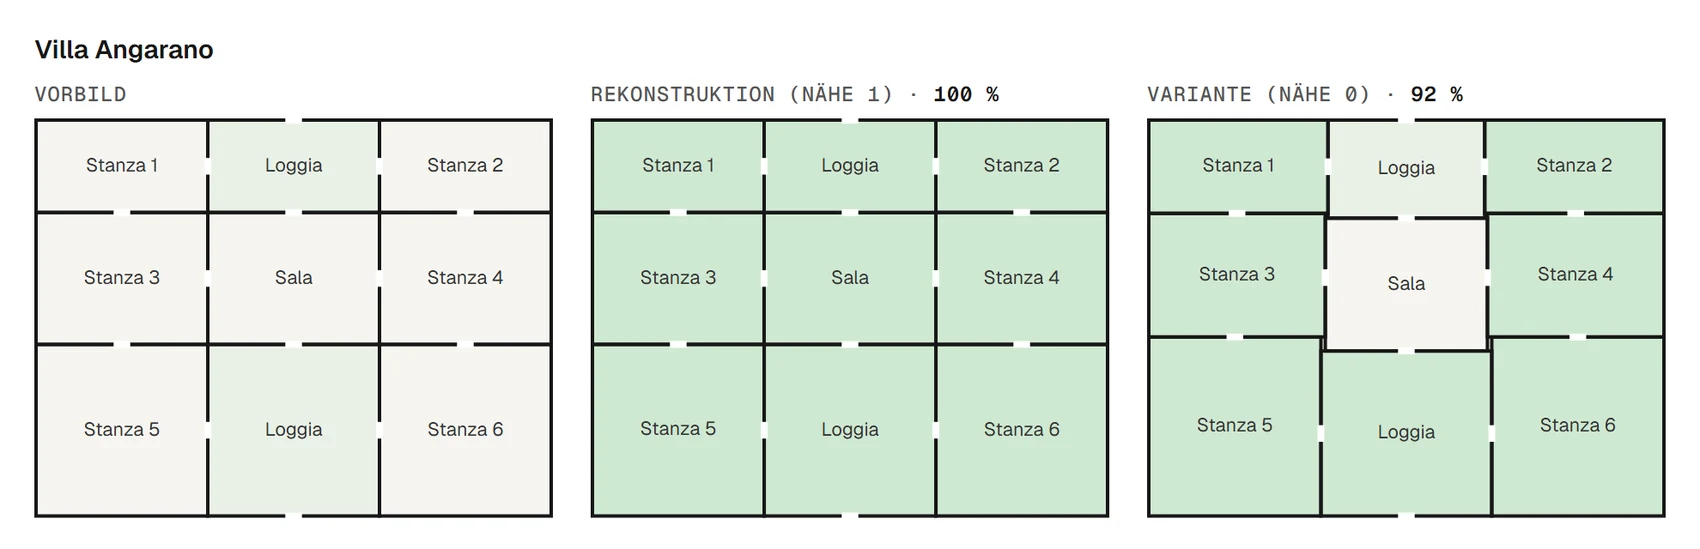 Villa Angarano
VORBILD
REKONSTRUKTION (NÄHE 1) · 100 %
VARIANTE (NÄHE 0) · 92 %
Stanza 1
Loggia
Stanza 2
Stanza 3
Sala
Stanza 4
Stanza 5
Loggia
Stanza 6
Stanza 1
Loggia
Stanza 2
Stanza 3
Sala
Stanza 4
Stanza 5
Loggia
Stanza 6
Stanza 1
Loggia
Stanza 2
Stanza 3
Sala
Stanza 4
Stanza 5
Loggia
Stanza 6